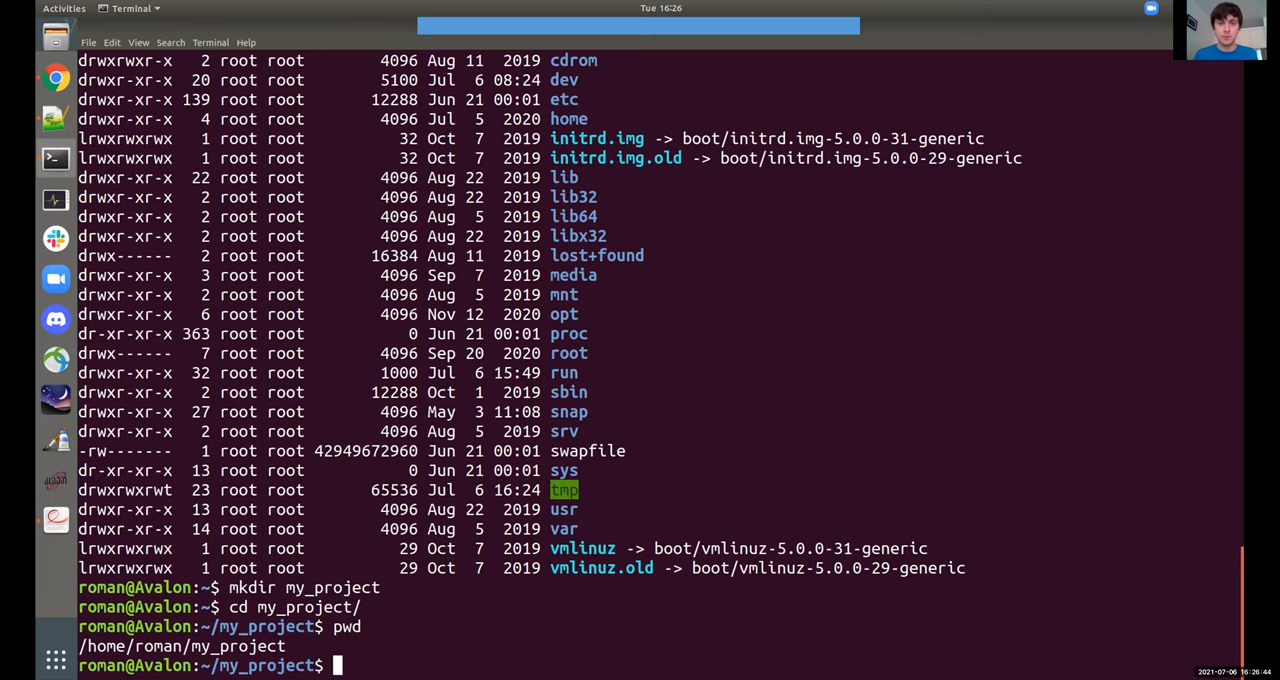 Activities Terminal Tue 16:26
File Edit View Search Terminal Help
drwxrwxr-x 2 root root 4096 Aug 11 2019 cdrom
drwxr-xr-x 20 root root 5100 Jul 6 08:24 dev
drwxr-xr-x 139 root root 12288 Jun 21 00:01 etc
drwxr-xr-x 4 root root 4096 Jul 5 2020 home
lrwxrwxrwx 1 root root 32 Oct 7 2019 initrd.img -> boot/initrd.img-5.0.0-31-generic
lrwxrwxrwx 1 root root 32 Oct 7 2019 initrd.img.old -> boot/initrd.img-5.0.0-29-generic
drwxr-xr-x 22 root root 4096 Aug 22 2019 lib
drwxr-xr-x 2 root root 4096 Aug 22 2019 lib32
drwxr-xr-x 2 root root 4096 Aug 5 2019 lib64
drwxr-xr-x 2 root root 4096 Aug 22 2019 libx32
drwx------ 2 root root 16384 Aug 11 2019 lost+found
drwxr-xr-x 3 root root 4096 Sep 7 2019 media
drwxr-xr-x 2 root root 4096 Aug 5 2019 mnt
drwxr-xr-x 6 root root 4096 Nov 12 2020 opt
dr-xr-xr-x 363 root root 0 Jun 21 00:01 proc
drwx------ 7 root root 4096 Sep 20 2020 root
drwxr-xr-x 32 root root 1000 Jul 6 15:49 run
drwxr-xr-x 2 root root 12288 Oct 1 2019 sbin
drwxr-xr-x 27 root root 4096 May 3 11:08 snap
drwxr-xr-x 2 root root 4096 Aug 5 2019 srv
-rw------- 1 root root 42949672960 Jun 21 00:01 swapfile
dr-xr-xr-x 13 root root 0 Jun 21 00:01 sys
drwxrwxrwt 23 root root 65536 Jul 6 16:24 tmp
drwxr-xr-x 13 root root 4096 Aug 22 2019 usr
drwxr-xr-x 14 root root 4096 Aug 5 2019 var
lrwxrwxrwx 1 root root 29 Oct 7 2019 vmlinuz -> boot/vmlinuz-5.0.0-31-generic
lrwxrwxrwx 1 root root 29 Oct 7 2019 vmlinuz.old -> boot/vmlinuz-5.0.0-29-generic
roman@Avalon:~$ mkdir my_project
roman@Avalon:~$ cd my_project/
roman@Avalon:~/my_project$ pwd
/home/roman/my_project
roman@Avalon:~/my_project$
2021-07-06 16:26:44